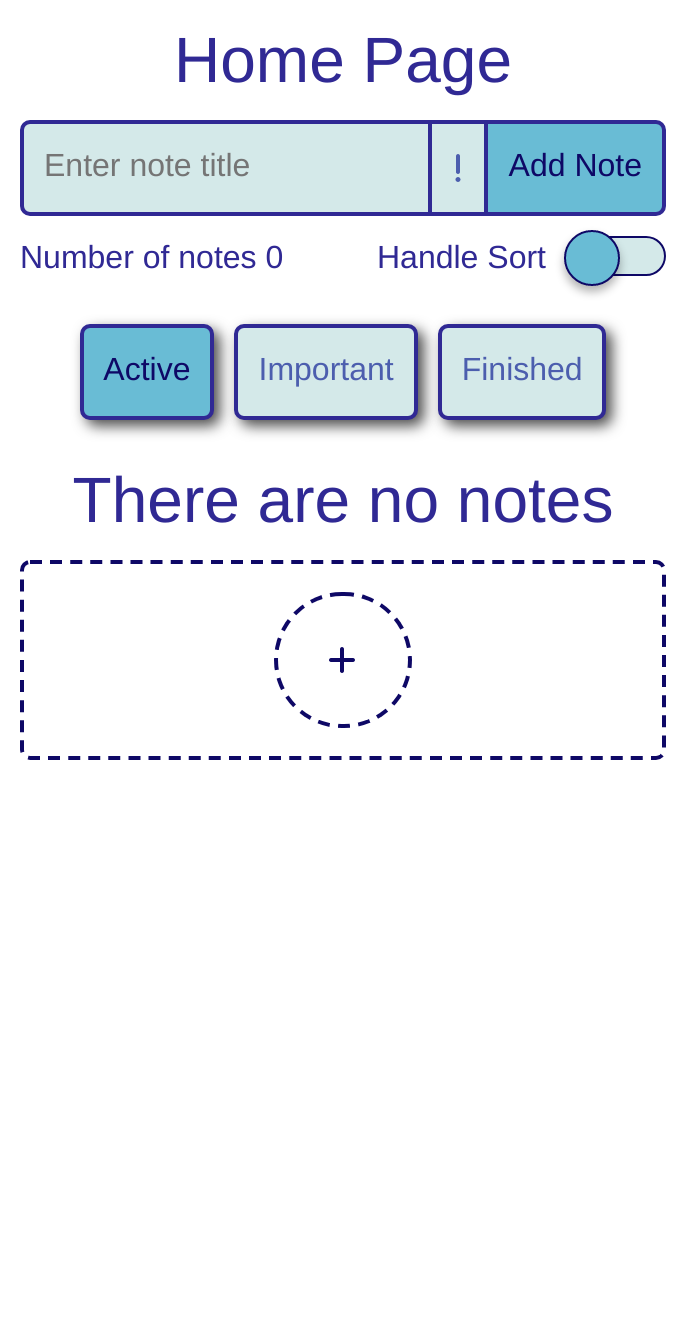 Home Page
Enter note title
!
Add Note
Number of notes 0
Handle Sort
Active
Important
Finished
There are no notes
+